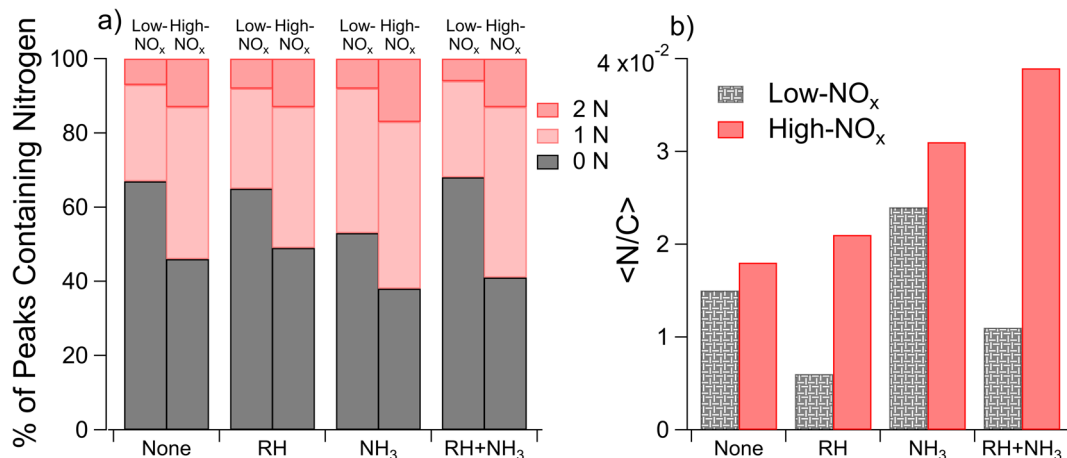 a)
Low- High- Low- High- Low- High- Low- High-
NOx NOx NOx NOx NOx NOx NOx NOx
% of Peaks Containing Nitrogen
100
80
60
40
20
0
None RH NH3 RH+NH3
2 N
1 N
0 N
b)
<N/C>
4 x10-2
3
2
1
0
Low-NOx
High-NOx
None RH NH3 RH+NH3